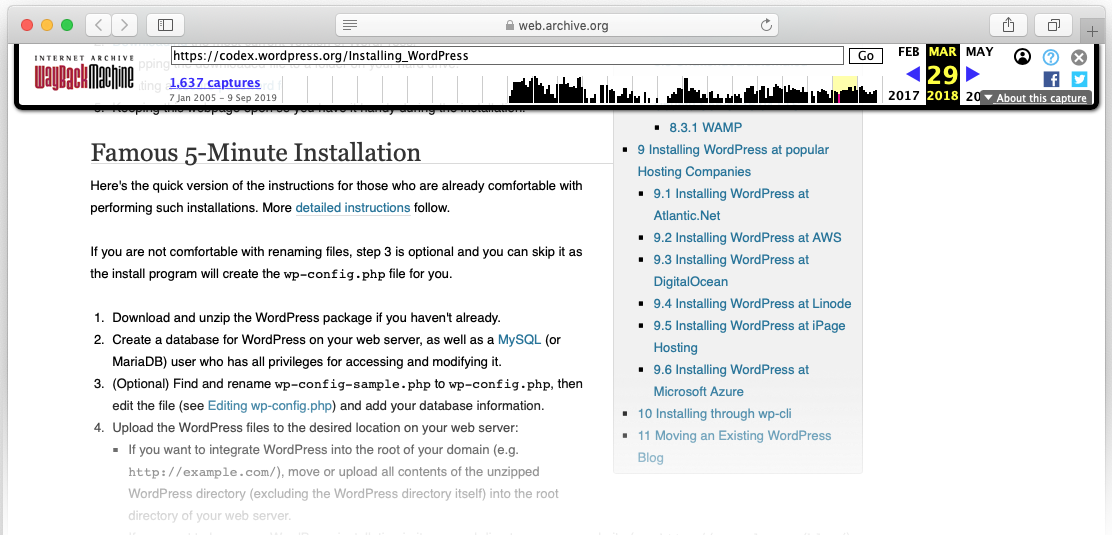 web.archive.org
INTERNET ARCHIVE
WayBackMachine
https://codex.wordpress.org/Installing_WordPress
Go
1,637 captures
7 Jan 2005 – 9 Sep 2019
FEB MAR MAY
29
2017 2018 20
About this capture
Keeping this webpage open so you have it handy during the installation.
Famous 5-Minute Installation
Here's the quick version of the instructions for those who are already comfortable with
performing such installations. More detailed instructions follow.
If you are not comfortable with renaming files, step 3 is optional and you can skip it as
the install program will create the wp-config.php file for you.
1. Download and unzip the WordPress package if you haven't already.
2. Create a database for WordPress on your web server, as well as a MySQL (or
MariaDB) user who has all privileges for accessing and modifying it.
3. (Optional) Find and rename wp-config-sample.php to wp-config.php, then
edit the file (see Editing wp-config.php) and add your database information.
4. Upload the WordPress files to the desired location on your web server:
If you want to integrate WordPress into the root of your domain (e.g.
http://example.com/), move or upload all contents of the unzipped
WordPress directory (excluding the WordPress directory itself) into the root
directory of your web server.
8.3.1 WAMP
9 Installing WordPress at popular
Hosting Companies
9.1 Installing WordPress at
Atlantic.Net
9.2 Installing WordPress at AWS
9.3 Installing WordPress at
DigitalOcean
9.4 Installing WordPress at Linode
9.5 Installing WordPress at iPage
Hosting
9.6 Installing WordPress at
Microsoft Azure
10 Installing through wp-cli
11 Moving an Existing WordPress
Blog